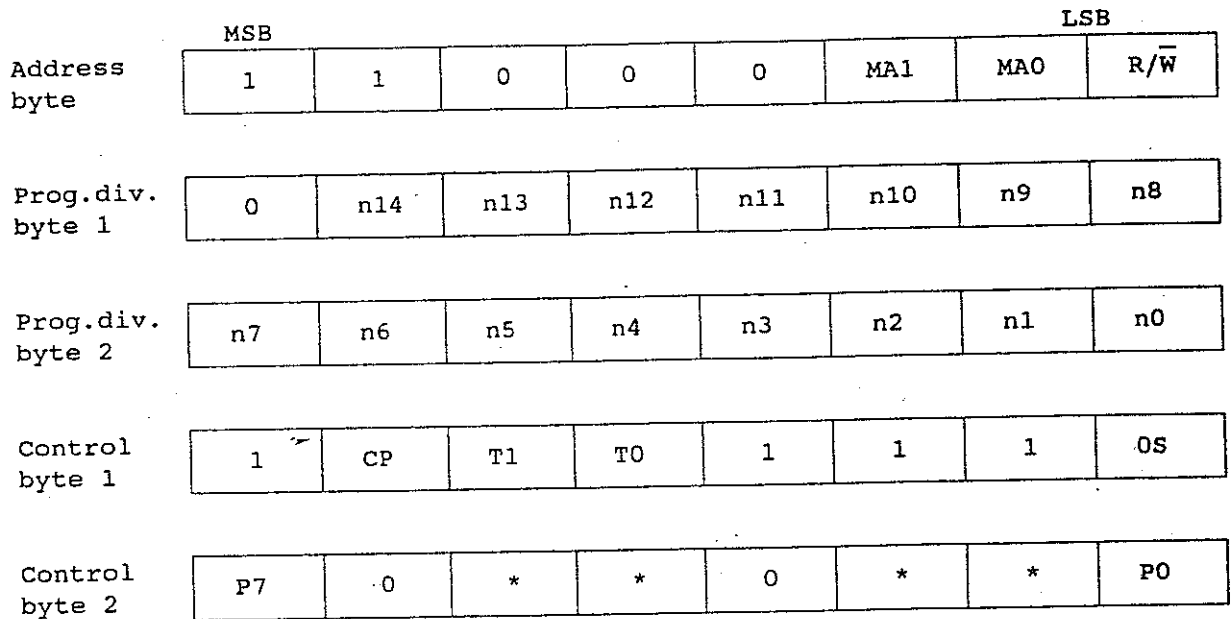 MSB LSB
Address byte 1 1 0 0 0 MA1 MA0 R/W̅
Prog.div. byte 1 0 n14 n13 n12 n11 n10 n9 n8
Prog.div. byte 2 n7 n6 n5 n4 n3 n2 n1 n0
Control byte 1 1 CP T1 T0 1 1 1 OS
Control byte 2 P7 0 * * 0 * * P0